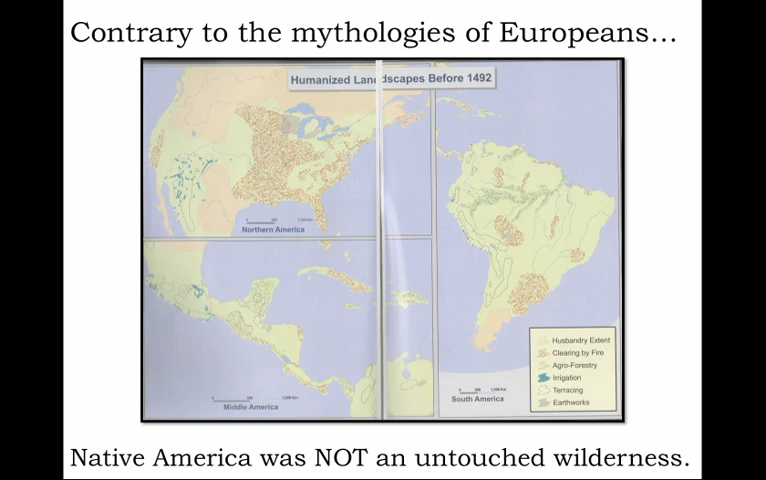 Contrary to the mythologies of Europeans…
Humanized Landscapes Before 1492
Northern America
Middle America
South America
Husbandry Extent
Clearing by Fire
Agro-Forestry
Irrigation
Terracing
Earthworks
Native America was NOT an untouched wilderness.